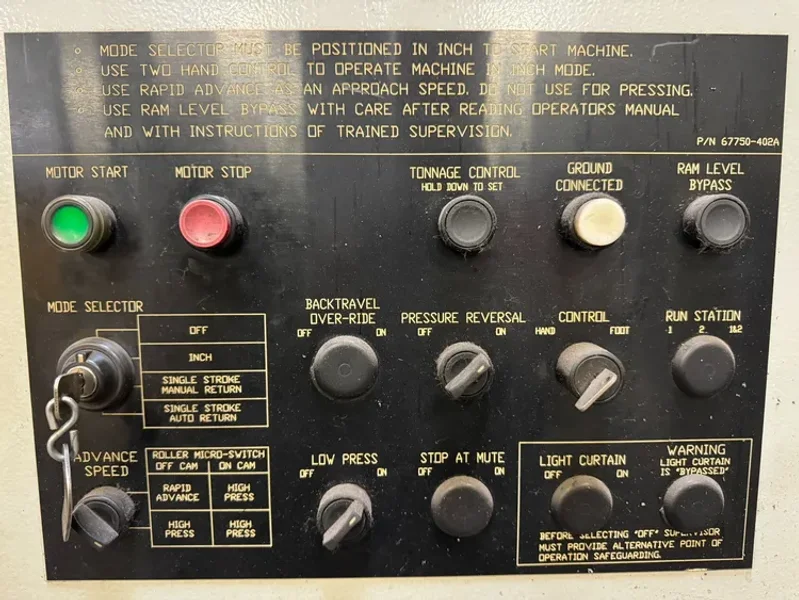 MODE SELECTOR MUST BE POSITIONED IN INCH TO START MACHINE.
USE TWO HAND CONTROL TO OPERATE MACHINE IN INCH MODE.
USE RAPID ADVANCE AS AN APPROACH SPEED. DO NOT USE FOR PRESSING.
USE RAM LEVEL BYPASS WITH CARE AFTER READING OPERATORS MANUAL
AND WITH INSTRUCTIONS OF TRAINED SUPERVISION.
P/N 67750-402A
MOTOR START
MOTOR STOP
TONNAGE CONTROL
HOLD DOWN TO SET
GROUND
CONNECTED
RAM LEVEL
BYPASS
MODE SELECTOR
OFF
INCH
SINGLE STROKE
MANUAL RETURN
SINGLE STROKE
AUTO RETURN
BACKTRAVEL
OVER-RIDE
OFF ON
PRESSURE REVERSAL
OFF ON
CONTROL
HAND FOOT
RUN STATION
1 2 1&2
ADVANCE
SPEED
ROLLER MICRO-SWITCH
OFF CAM ON CAM
RAPID
ADVANCE
HIGH
PRESS
HIGH
PRESS
HIGH
PRESS
LOW PRESS
OFF ON
STOP AT MUTE
OFF ON
LIGHT CURTAIN
OFF ON
WARNING
LIGHT CURTAIN
IS "BYPASSED"
BEFORE SELECTING "OFF" SUPERVISOR
MUST PROVIDE ALTERNATIVE POINT OF
OPERATION SAFEGUARDING.